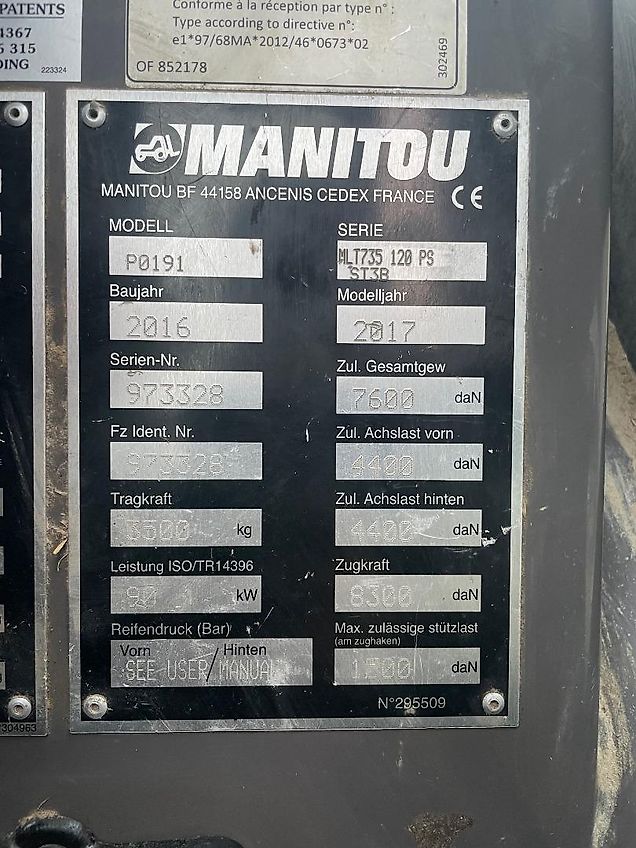 PATENTS
4367
5 315
DING
223324
Conforme à la réception par type n° :
Type according to directive n°:
e1*97/68MA*2012/46*0673*02
OF 852178
302469
MANITOU
MANITOU BF 44158 ANCENIS CEDEX FRANCE CE
MODELL
P0191
SERIE
MLT735 120 PS
ST3B
Baujahr
2016
Modelljahr
2017
Serien-Nr.
973328
Zul. Gesamtgew
7600 daN
Fz Ident. Nr.
973328
Zul. Achslast vorn
4400 daN
Tragkraft
3500 kg
Zul. Achslast hinten
4400 daN
Leistung ISO/TR14396
90 kW
Zugkraft
8300 daN
Reifendruck (Bar)
Vorn / Hinten
SEE USER MANUAL
Max. zulässige stützlast
(am zughaken)
daN
N°295509
304963